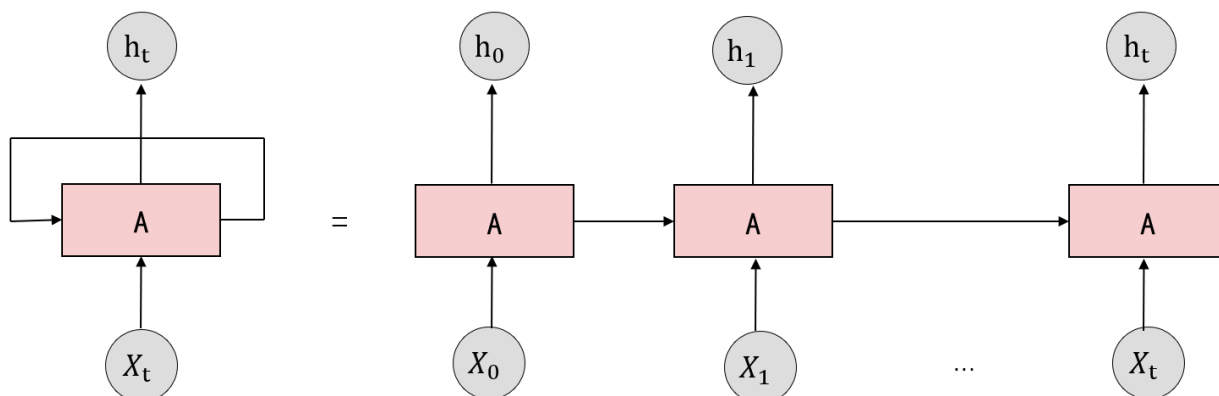 hₜ h₀ h₁ hₜ
A = A A A
Xₜ X₀ X₁ ... Xₜ